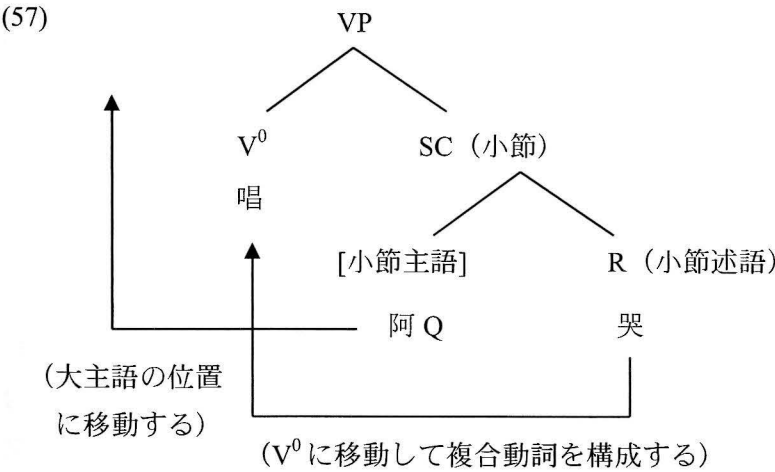 (57)
VP
V⁰ SC（小節）
唱
[小節主語] R（小節述語）
阿 Q 哭
（大主語の位置
に移動する）
（V⁰ に移動して複合動詞を構成する）